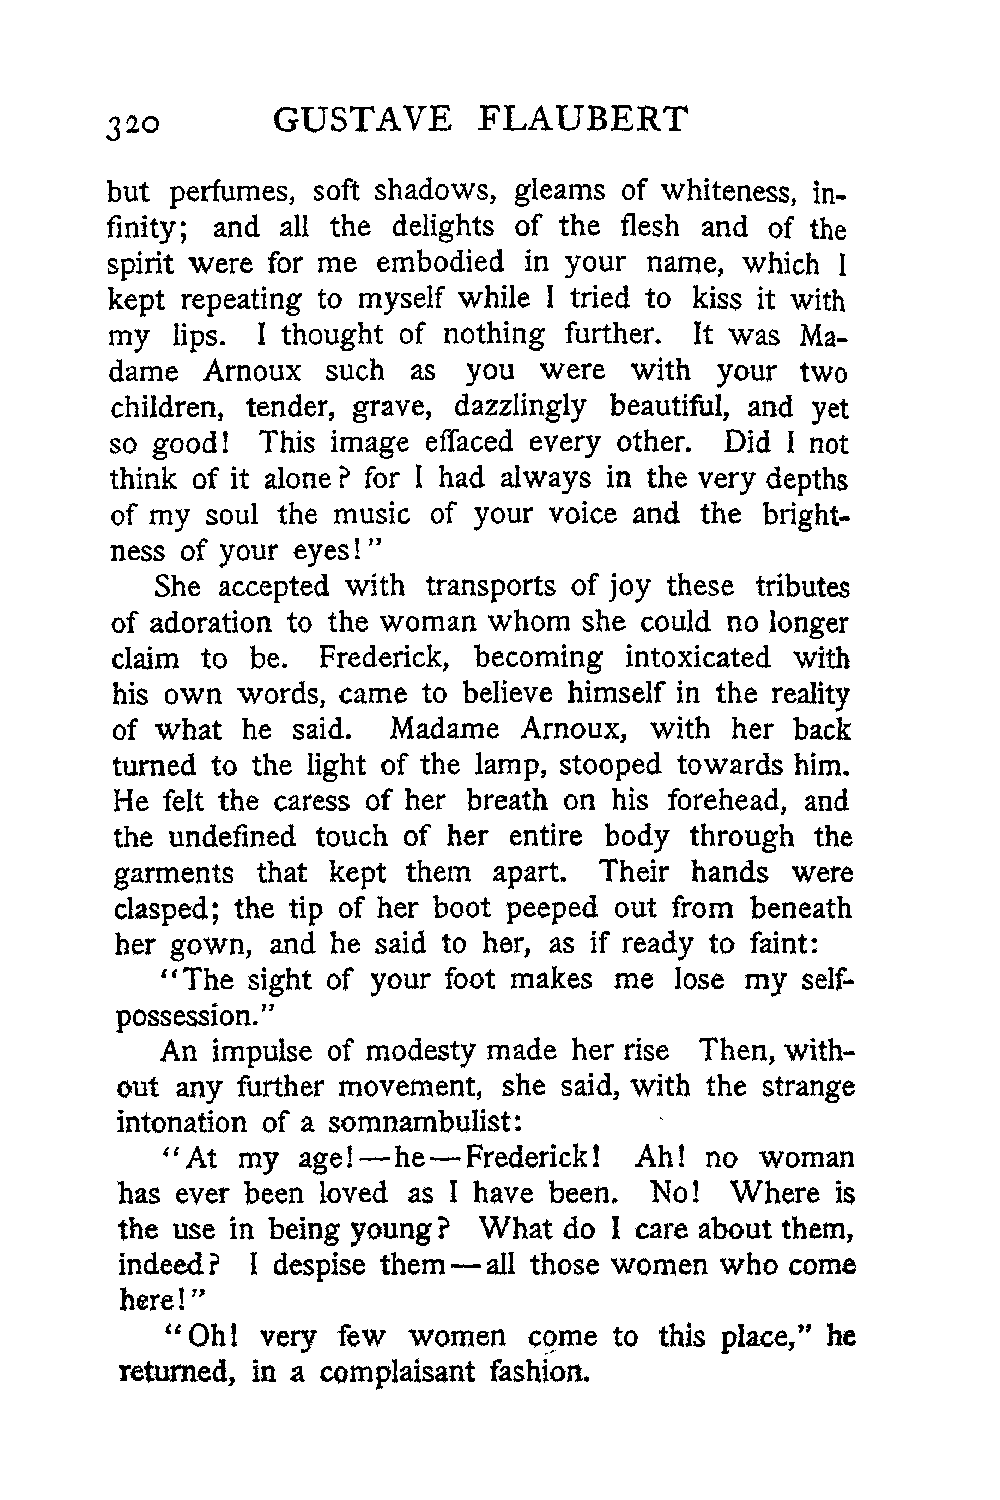 320 GUSTAVE FLAUBERT
but perfumes, soft shadows, gleams of whiteness, in-
finity; and all the delights of the flesh and of the
spirit were for me embodied in your name, which I
kept repeating to myself while I tried to kiss it with
my lips. I thought of nothing further. It was Ma-
dame Arnoux such as you were with your two
children, tender, grave, dazzlingly beautiful, and yet
so good! This image effaced every other. Did I not
think of it alone? for I had always in the very depths
of my soul the music of your voice and the bright-
ness of your eyes!"
She accepted with transports of joy these tributes
of adoration to the woman whom she could no longer
claim to be. Frederick, becoming intoxicated with
his own words, came to believe himself in the reality
of what he said. Madame Arnoux, with her back
turned to the light of the lamp, stooped towards him.
He felt the caress of her breath on his forehead, and
the undefined touch of her entire body through the
garments that kept them apart. Their hands were
clasped; the tip of her boot peeped out from beneath
her gown, and he said to her, as if ready to faint:
"The sight of your foot makes me lose my self-
possession."
An impulse of modesty made her rise Then, with-
out any further movement, she said, with the strange
intonation of a somnambulist:
"At my age!—he—Frederick! Ah! no woman
has ever been loved as I have been. No! Where is
the use in being young? What do I care about them,
indeed? I despise them—all those women who come
here!"
"Oh! very few women come to this place," he
returned, in a complaisant fashion.